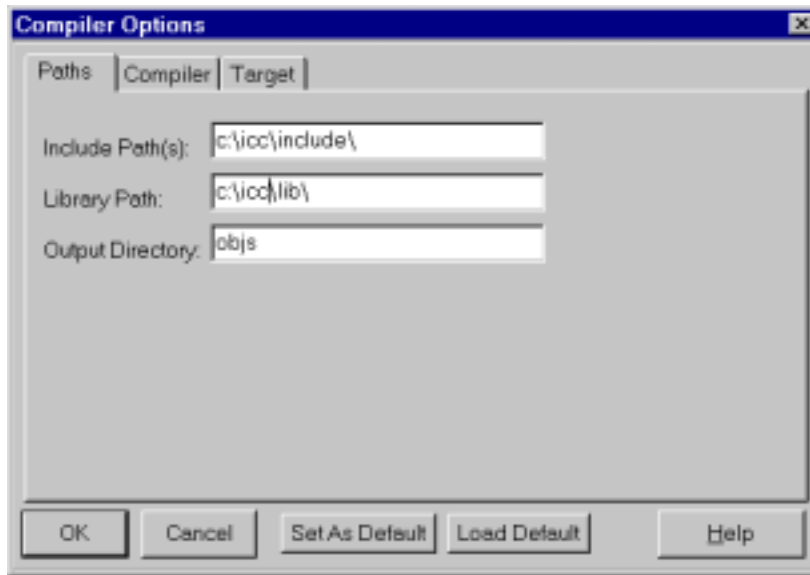 Compiler Options
Paths Compiler Target
Include Path(s): c:\icc\include\
Library Path: c:\icc\lib\
Output Directory: objs
OK Cancel Set As Default Load Default Help